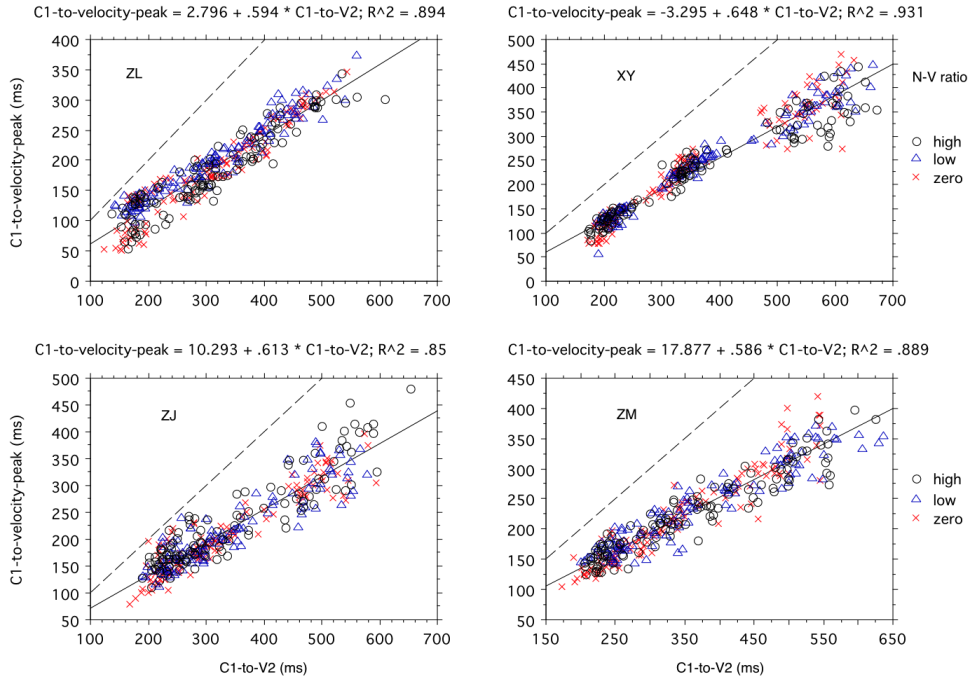 C1-to-velocity-peak = 2.796 + .594 * C1-to-V2; R^2 = .894
C1-to-velocity-peak = -3.295 + .648 * C1-to-V2; R^2 = .931
400
350
300
250
200
150
100
50
0
C1-to-velocity-peak (ms)
ZL
100 200 300 400 500 600 700
500
450
400
350
300
250
200
150
100
50
0
XY
100 200 300 400 500 600 700
N-V ratio
high
low
zero
C1-to-velocity-peak = 10.293 + .613 * C1-to-V2; R^2 = .85
C1-to-velocity-peak = 17.877 + .586 * C1-to-V2; R^2 = .889
500
450
400
350
300
250
200
150
100
50
C1-to-velocity-peak (ms)
ZJ
100 200 300 400 500 600 700
C1-to-V2 (ms)
450
400
350
300
250
200
150
100
50
ZM
150 250 350 450 550 650
C1-to-V2 (ms)
high
low
zero